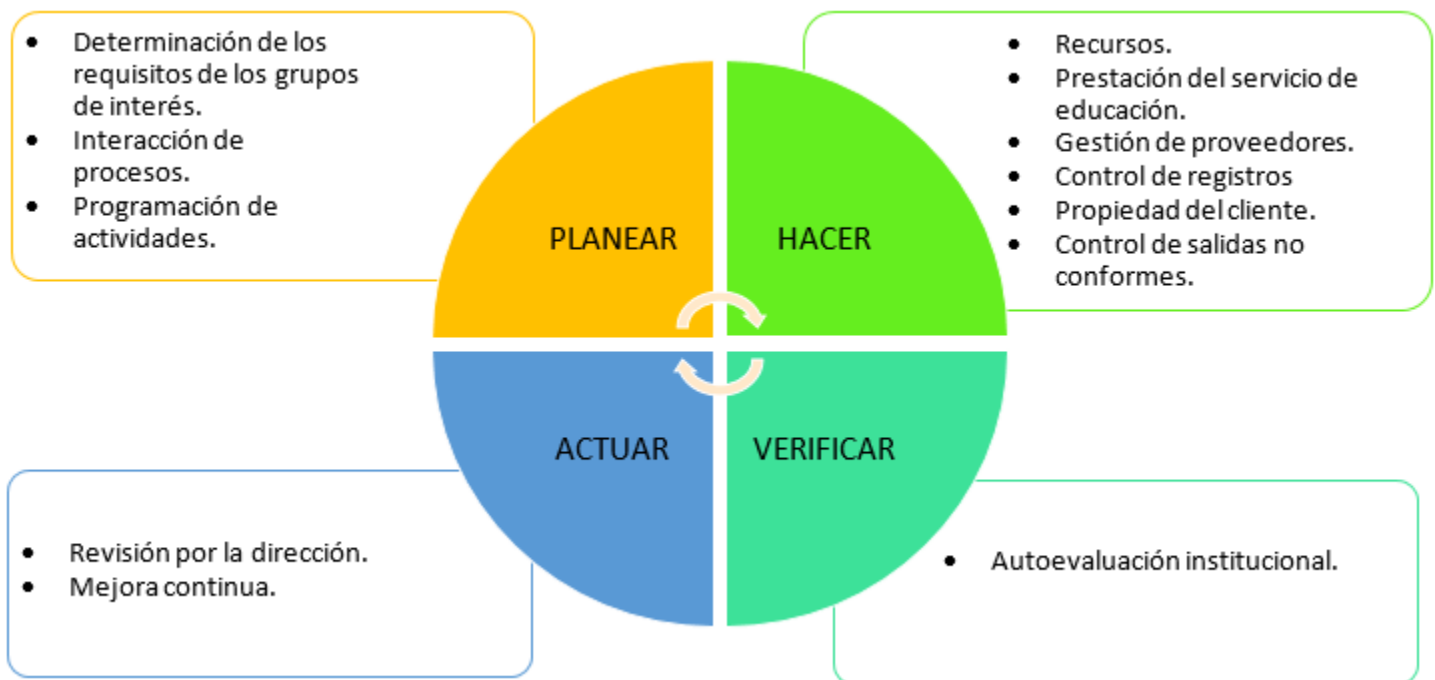 • Determinación de los
requisitos de los grupos
de interés.
• Interacción de
procesos.
• Programación de
actividades.
• Recursos.
• Prestación del servicio de
educación.
• Gestión de proveedores.
• Control de registros
• Propiedad del cliente.
• Control de salidas no
conformes.
PLANEAR
HACER
ACTUAR
VERIFICAR
• Revisión por la dirección.
• Mejora continua.
• Autoevaluación institucional.